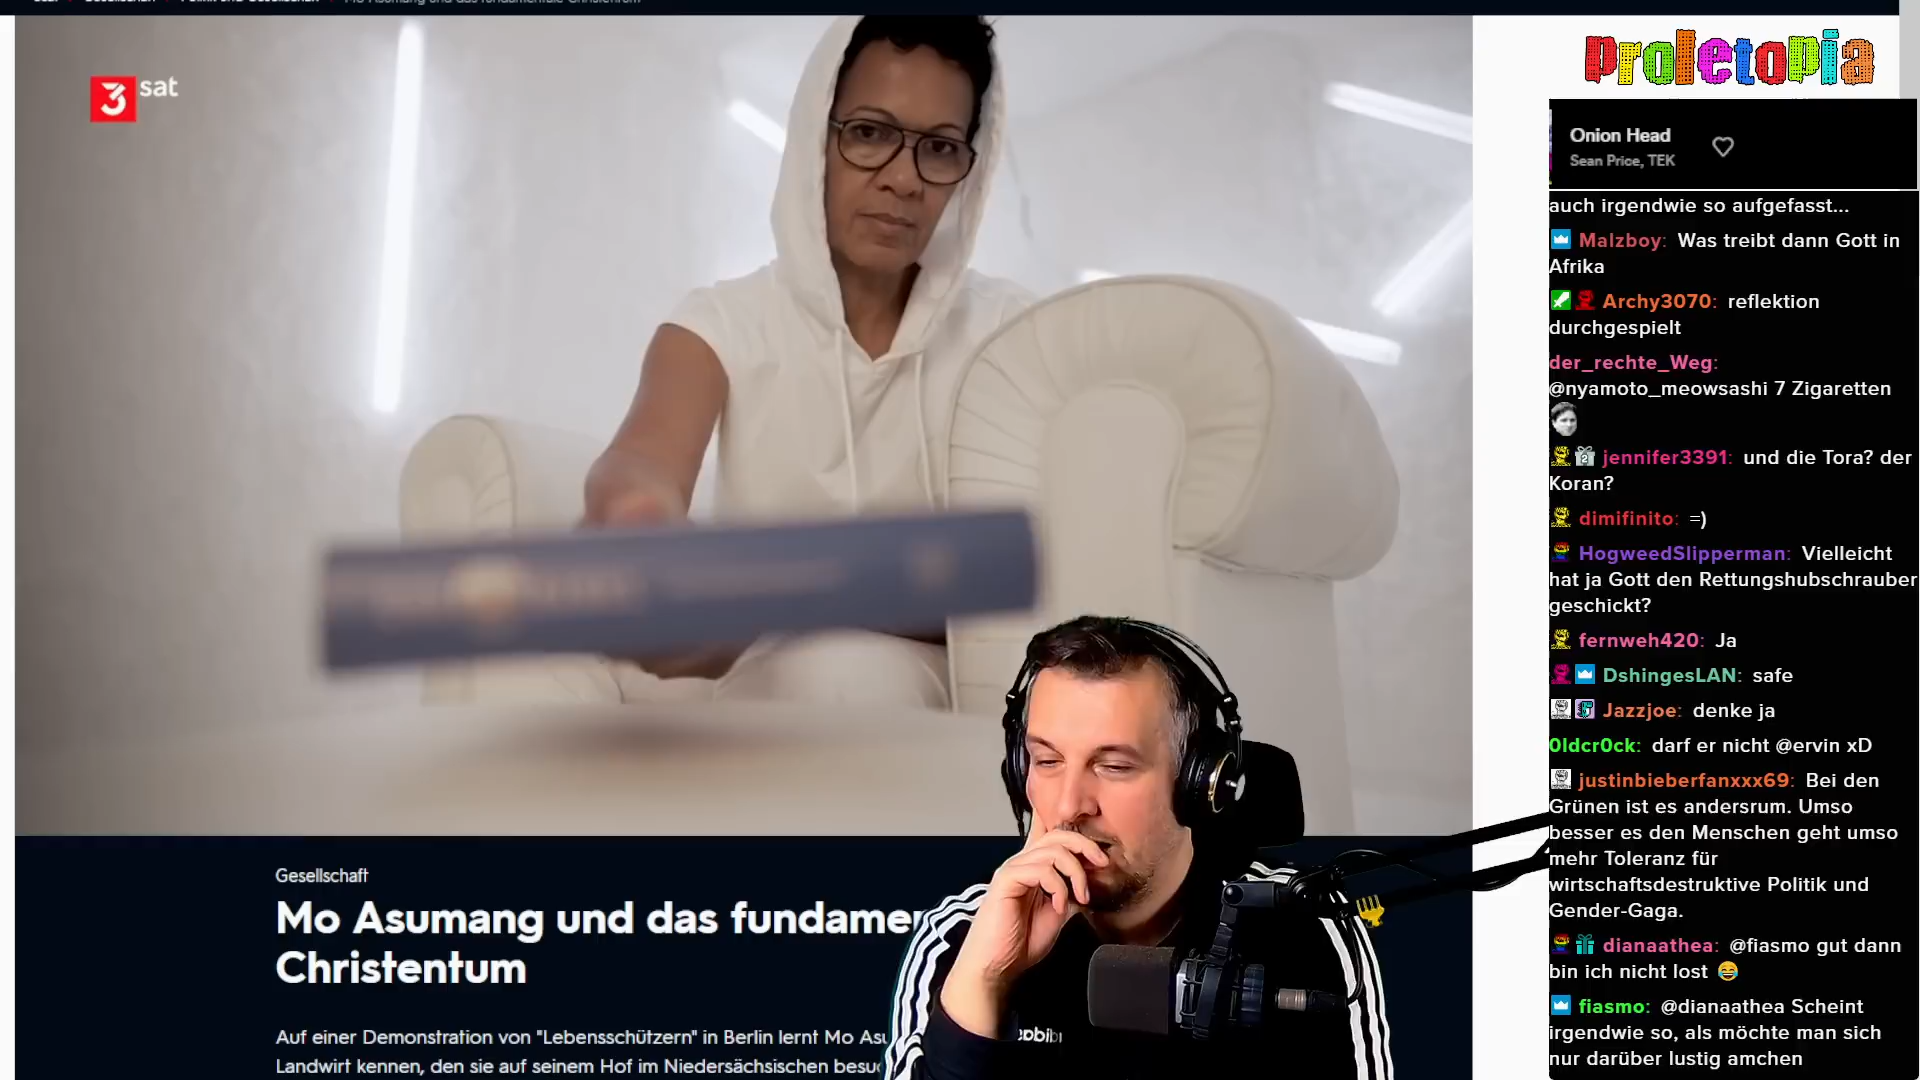 3sat
Proletopia
Onion Head
Sean Price, TEK
auch irgendwie so aufgefasst...
Malzboy: Was treibt dann Gott in
Afrika
Archy3070: reflektion
durchgespielt
der_rechte_Weg:
@nyamoto_meowsashi 7 Zigaretten
jennifer3391: und die Tora? der
Koran?
dimifinito: =)
HogweedSlipperman: Vielleicht
hat ja Gott den Rettungshubschrauber
geschickt?
fernweh420: Ja
DshingesLAN: safe
Jazzjoe: denke ja
0ldcr0ck: darf er nicht @ervin xD
justinbieberfanxxx69: Bei den
Grünen ist es andersrum. Umso
besser es den Menschen geht umso
mehr Toleranz für
wirtschaftsdestruktive Politik und
Gender-Gaga.
dianaathea: @fiasmo gut dann
bin ich nicht lost 😂
fiasmo: @dianaathea Scheint
irgendwie so, als möchte man sich
nur darüber lustig amchen
Gesellschaft
Mo Asumang und das fundamen
Christentum
Auf einer Demonstration von "Lebensschützern" in Berlin lernt Mo Asu
Landwirt kennen, den sie auf seinem Hof im Niedersächsischen besuc